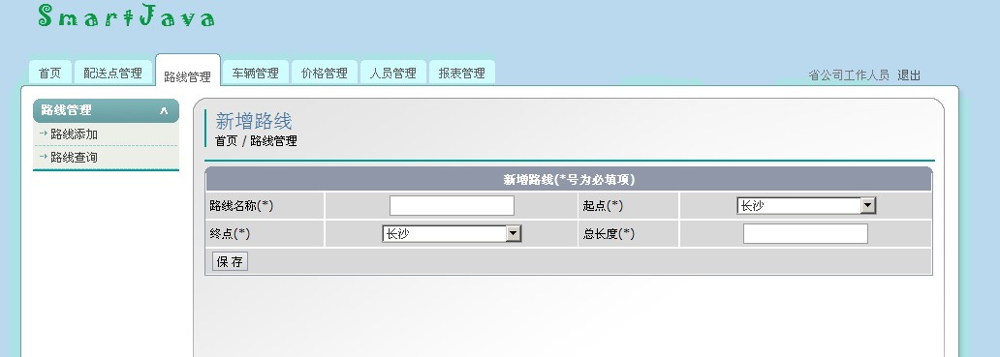 SmartJava
首页 配送点管理 路线管理 车辆管理 价格管理 人员管理 报表管理
省公司工作人员 退出
路线管理
路线添加
路线查询
新增路线
首页 / 路线管理
新增路线(*号为必填项)
路线名称(*) 起点(*) 长沙
终点(*) 长沙 总长度(*)
保存